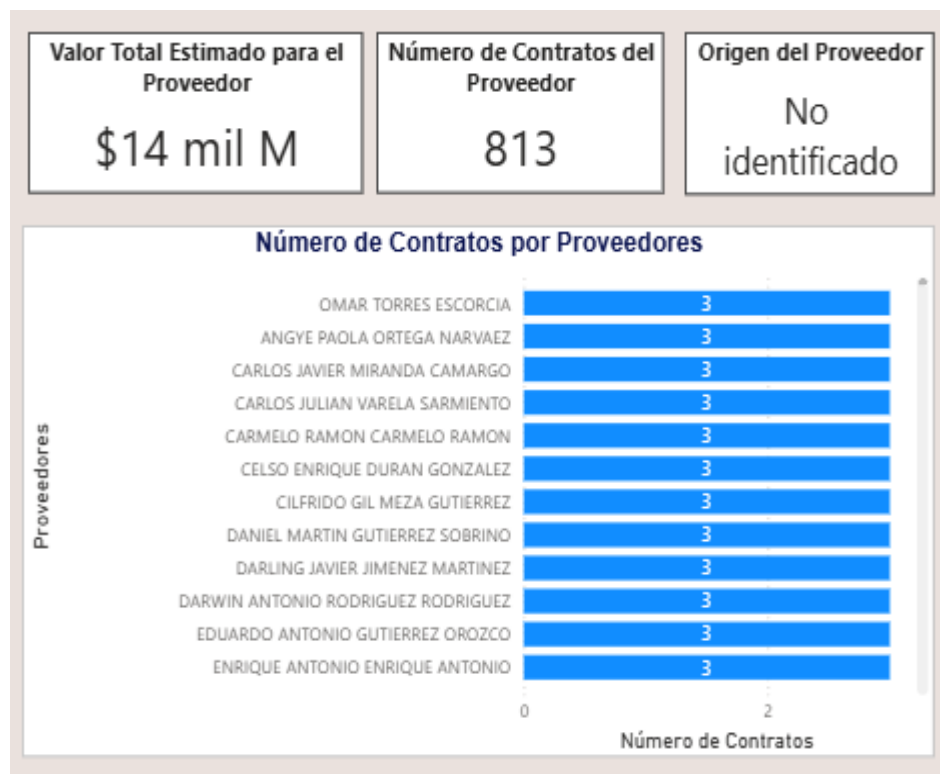 Valor Total Estimado para el
Proveedor
$14 mil M
Número de Contratos del
Proveedor
813
Origen del Proveedor
No
identificado
Número de Contratos por Proveedores
Proveedores
OMAR TORRES ESCORCIA 3
ANGYE PAOLA ORTEGA NARVAEZ 3
CARLOS JAVIER MIRANDA CAMARGO 3
CARLOS JULIAN VARELA SARMIENTO 3
CARMELO RAMON CARMELO RAMON 3
CELSO ENRIQUE DURAN GONZALEZ 3
CILFRIDO GIL MEZA GUTIERREZ 3
DANIEL MARTIN GUTIERREZ SOBRINO 3
DARLING JAVIER JIMENEZ MARTINEZ 3
DARWIN ANTONIO RODRIGUEZ RODRIGUEZ 3
EDUARDO ANTONIO GUTIERREZ OROZCO 3
ENRIQUE ANTONIO ENRIQUE ANTONIO 3
0 2
Número de Contratos